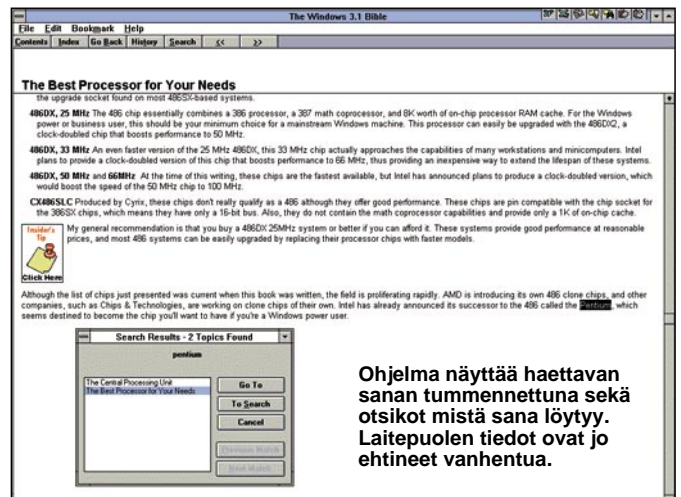 The Windows 3.1 Bible
File Edit Bookmark Help
Contents Index Go Back History Search << >>
The Best Processor for Your Needs
the upgrade socket found on most 486SX-based systems.
486DX, 25 MHz The 486 chip essentially combines a 386 processor, a 387 math coprocessor, and 8K worth of on-chip processor RAM cache. For the Windows
power or business user, this should be your minimum choice for a mainstream Windows machine. This processor can easily be upgraded with the 486DX2, a
clock-doubled chip that boosts performance to 50 MHz.
486DX, 33 MHz An even faster version of the 25 MHz 486DX, this 33 MHz chip actually approaches the capabilities of many workstations and minicomputers. Intel
plans to provide a clock-doubled version of this chip that boosts performance to 66 MHz, thus providing an inexpensive way to extend the lifespan of these systems.
486DX, 50 MHz and 66MHz At the time of this writing, these chips are the fastest available, but Intel has announced plans to produce a clock-doubled version, which
would boost the speed of the 50 MHz chip to 100 MHz.
CX486SLC Produced by Cyrix, these chips don't really qualify as a 486 although they offer good performance. These chips are pin compatible with the chip socket for
the 386SX chips, which means they have only a 16-bit bus. Also, they do not contain the math coprocessor capabilities and provide only a 1K of on-chip cache.
Insider's
Tip
Click Here
My general recommendation is that you buy a 486DX 25MHz system or better if you can afford it. These systems provide good performance at reasonable
prices, and most 486 systems can be easily upgraded by replacing their processor chips with faster models.
Although the list of chips just presented was current when this book was written, the field is proliferating rapidly. AMD is introducing its own 486 clone chips, and other
companies, such as Chips & Technologies, are working on clone chips of their own. Intel has already announced its successor to the 486 called the Pentium, which
seems destined to become the chip you'll want to have if you're a Windows power user.
Search Results - 2 Topics Found
pentium
The Central Processing Unit
The Best Processor for Your Needs
Go To
To Search
Cancel
Previous Match
Next Match
Ohjelma näyttää haettavan
sanan tummennettuna sekä
otsikot mistä sana löytyy.
Laitepuolen tiedot ovat jo
ehtineet vanhentua.